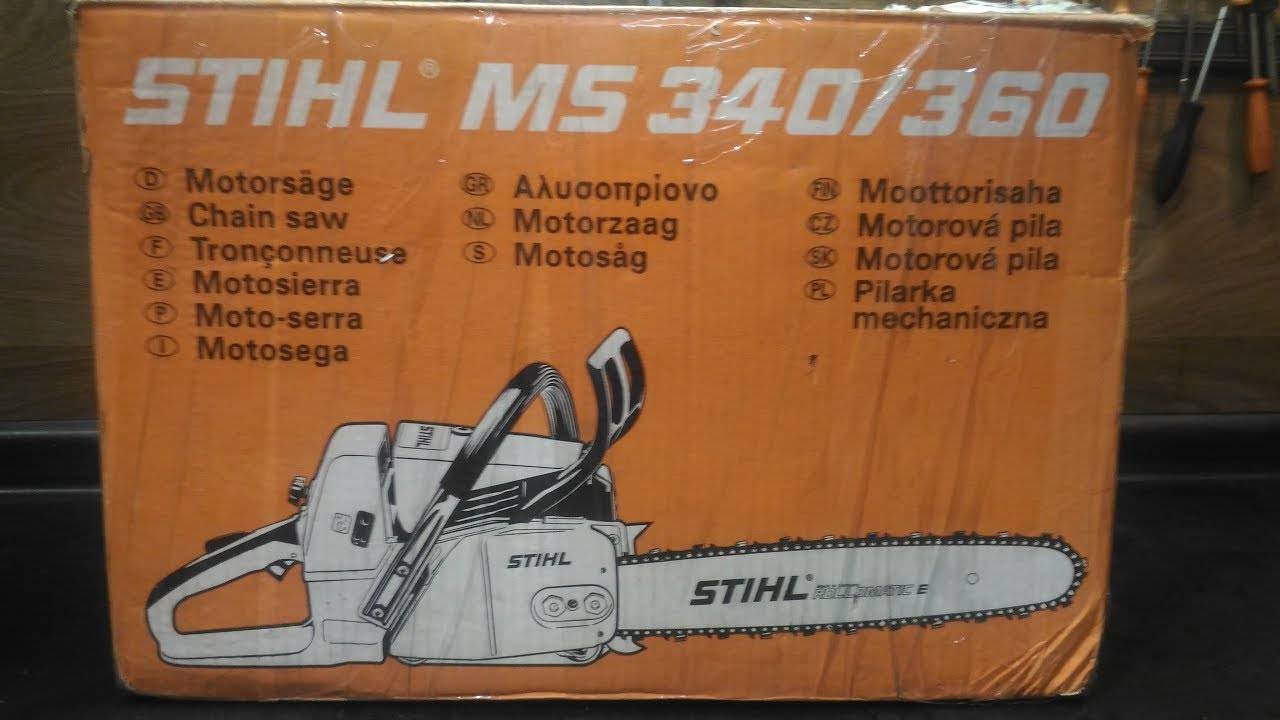 STIHL® MS 340/360
D Motorsäge
GB Chain saw
F Tronçonneuse
E Motosierra
P Moto-serra
I Motosega
GR Αλυσοπρίονο
NL Motorzaag
S Motosåg
FIN Moottorisaha
CZ Motorová pila
SK Motorová pila
PL Pilarka
mechaniczna
STIHL
STIHL
STIHL® ROLLOMATIC E